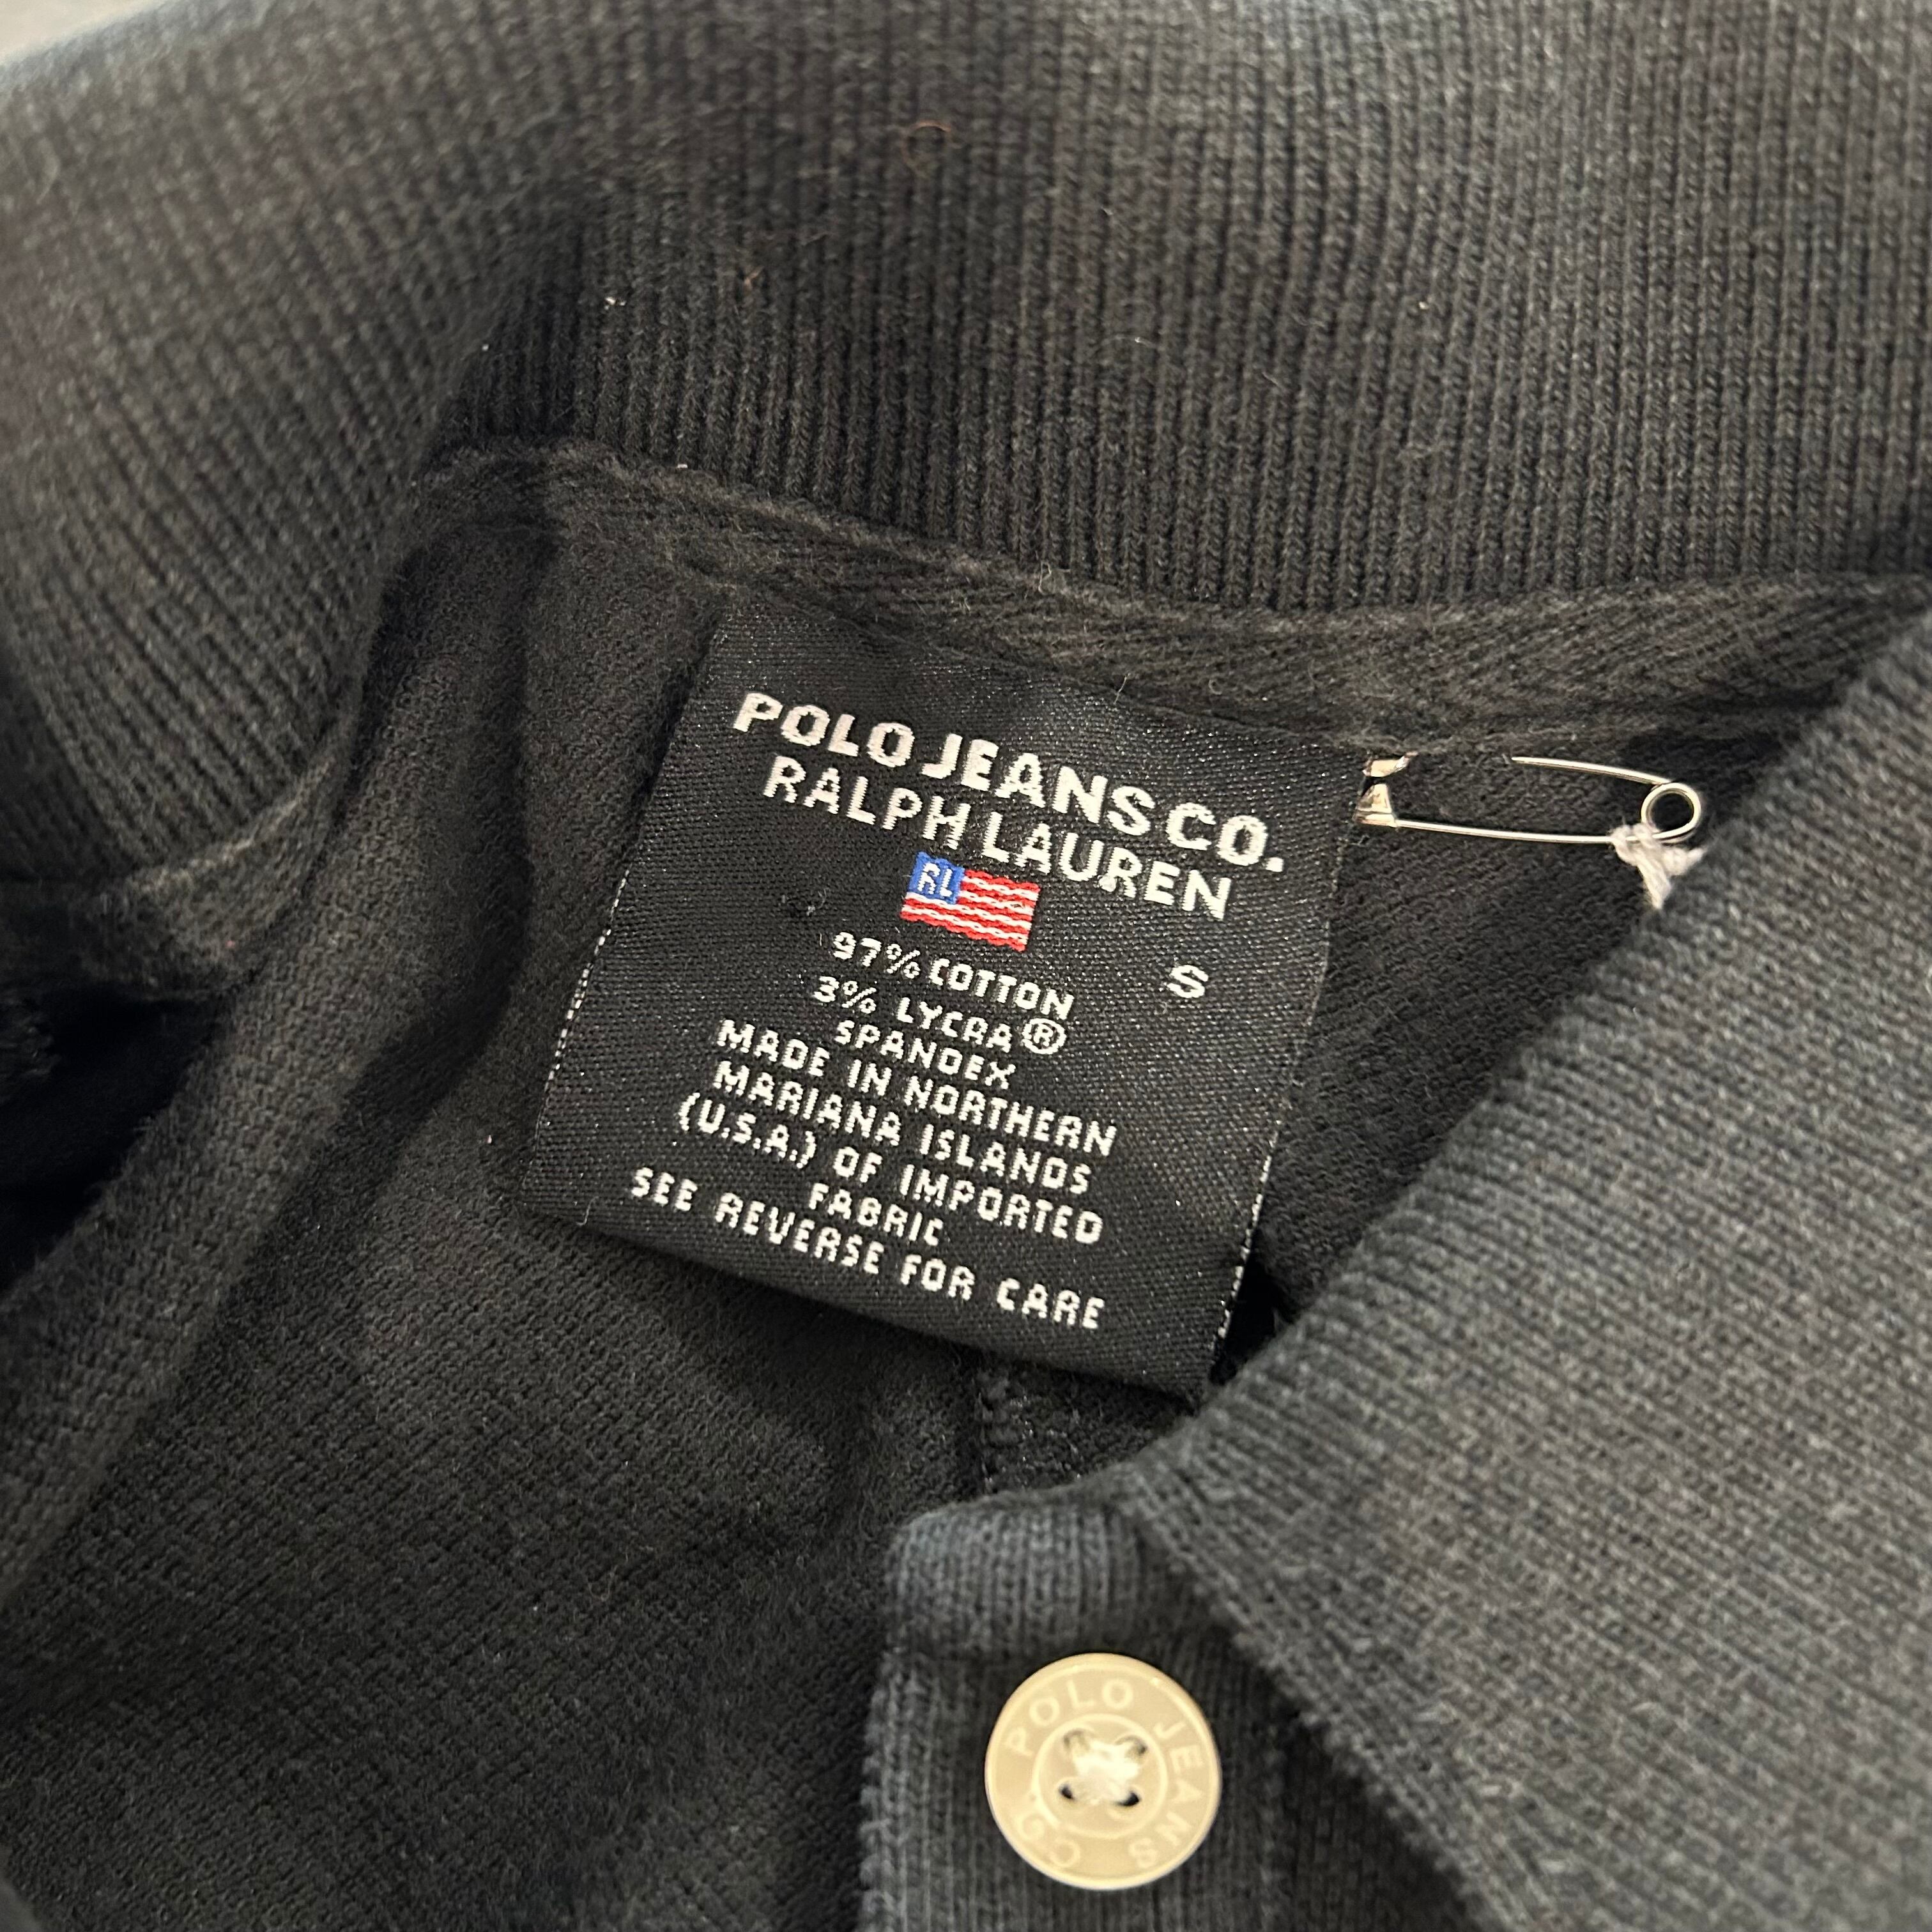 POLO JEANS CO.
RALPH LAUREN
RL
97% COTTON
S
3% LYCRA®
SPANDEX
MADE IN NORTHERN
MARIANA ISLANDS
(U.S.A.) OF IMPORTED
FABRIC
SEE REVERSE FOR CARE
POLO JEANS CO